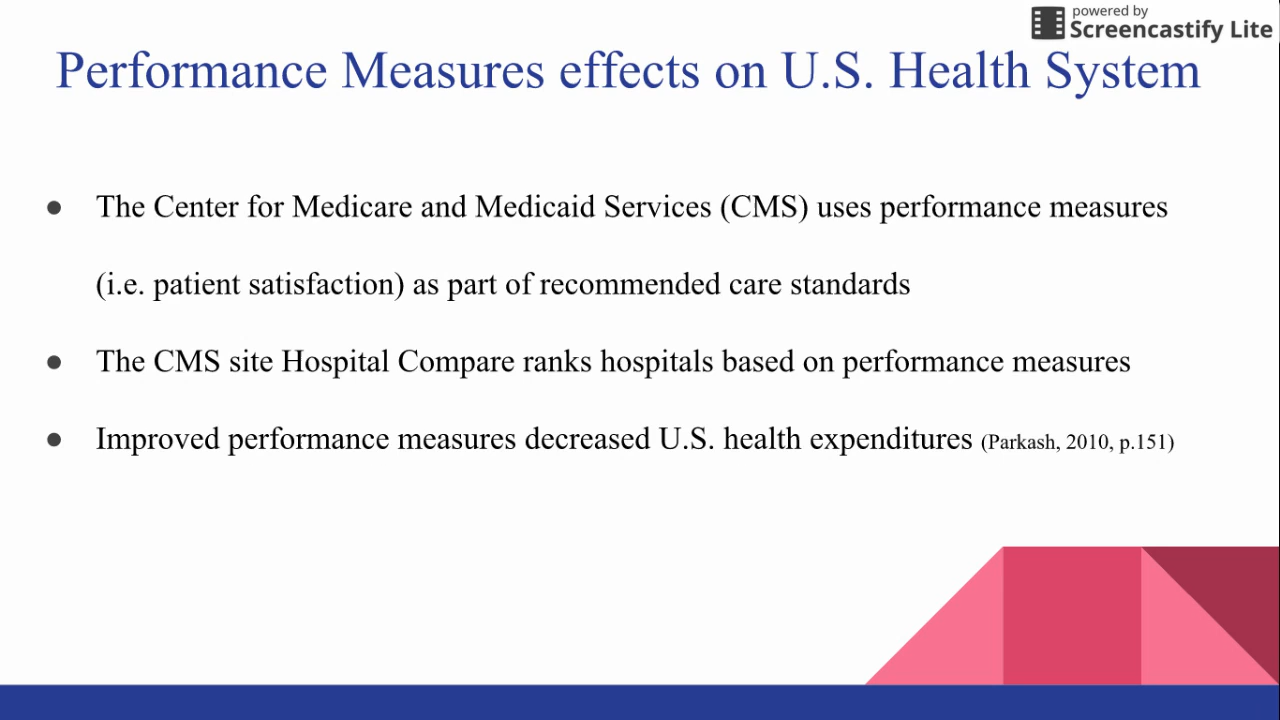 powered by
Screencastify Lite
Performance Measures effects on U.S. Health System
● The Center for Medicare and Medicaid Services (CMS) uses performance measures
(i.e. patient satisfaction) as part of recommended care standards
● The CMS site Hospital Compare ranks hospitals based on performance measures
● Improved performance measures decreased U.S. health expenditures (Parkash, 2010, p.151)